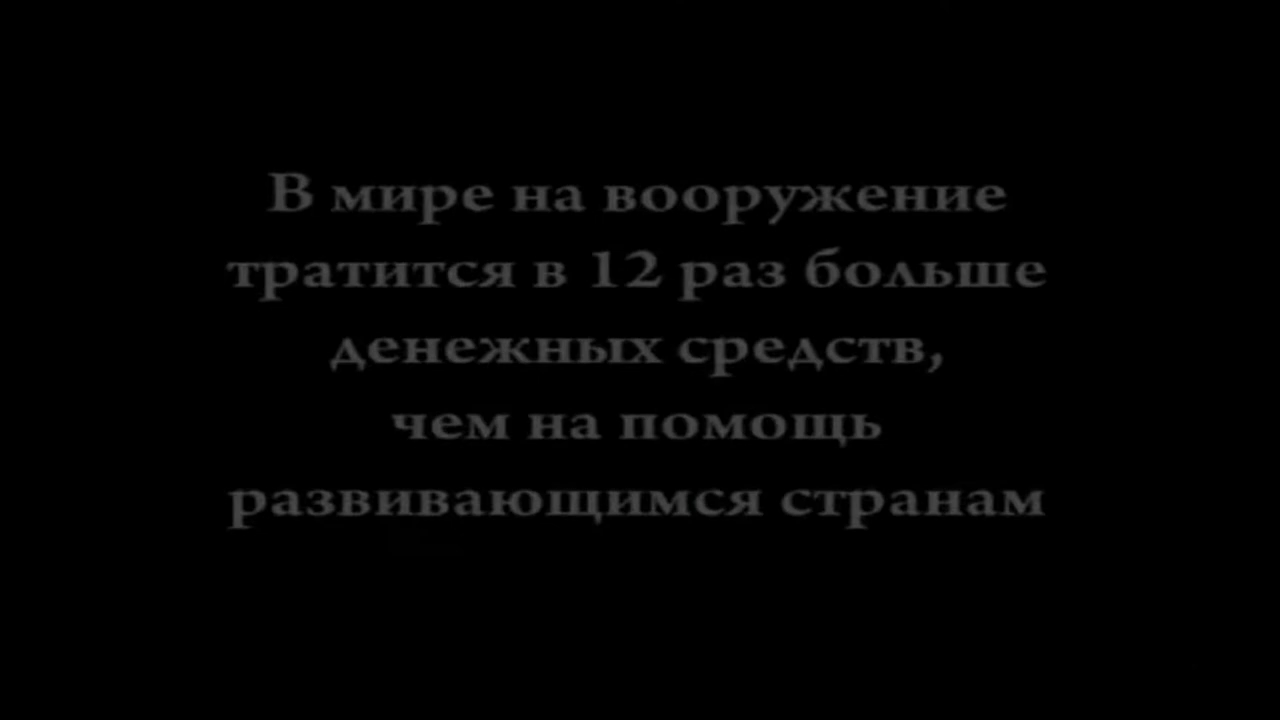 В мире на вооружение
тратится в 12 раз больше
денежных средств,
чем на помощь
развивающимся странам